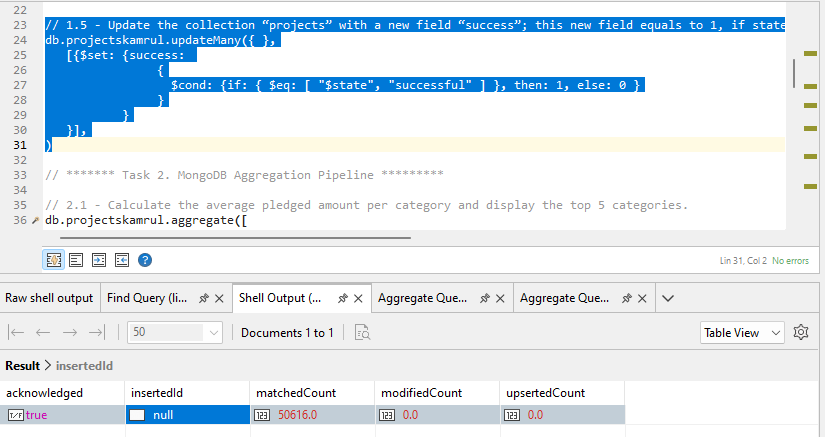 22
23 // 1.5 - Update the collection “projects” with a new field “success”; this new field equals to 1, if state
24 db.projectskamrul.updateMany({ },
25 [{$set: {success:
26 {
27 $cond: {if: { $eq: [ "$state", "successful" ] }, then: 1, else: 0 }
28 }
29 }
30 }],
31 )
32
33 // ******* Task 2. MongoDB Aggregation Pipeline *********
34
35 // 2.1 - Calculate the average pledged amount per category and display the top 5 categories.
36 db.projectskamrul.aggregate([
Lin 31, Col 2 No errors
Raw shell output Find Query (li... Shell Output (... Aggregate Que... Aggregate Que...
50 Documents 1 to 1 Table View
Result > insertedId
acknowledged insertedId matchedCount modifiedCount upsertedCount
T/F true null 123 50616.0 123 0.0 123 0.0